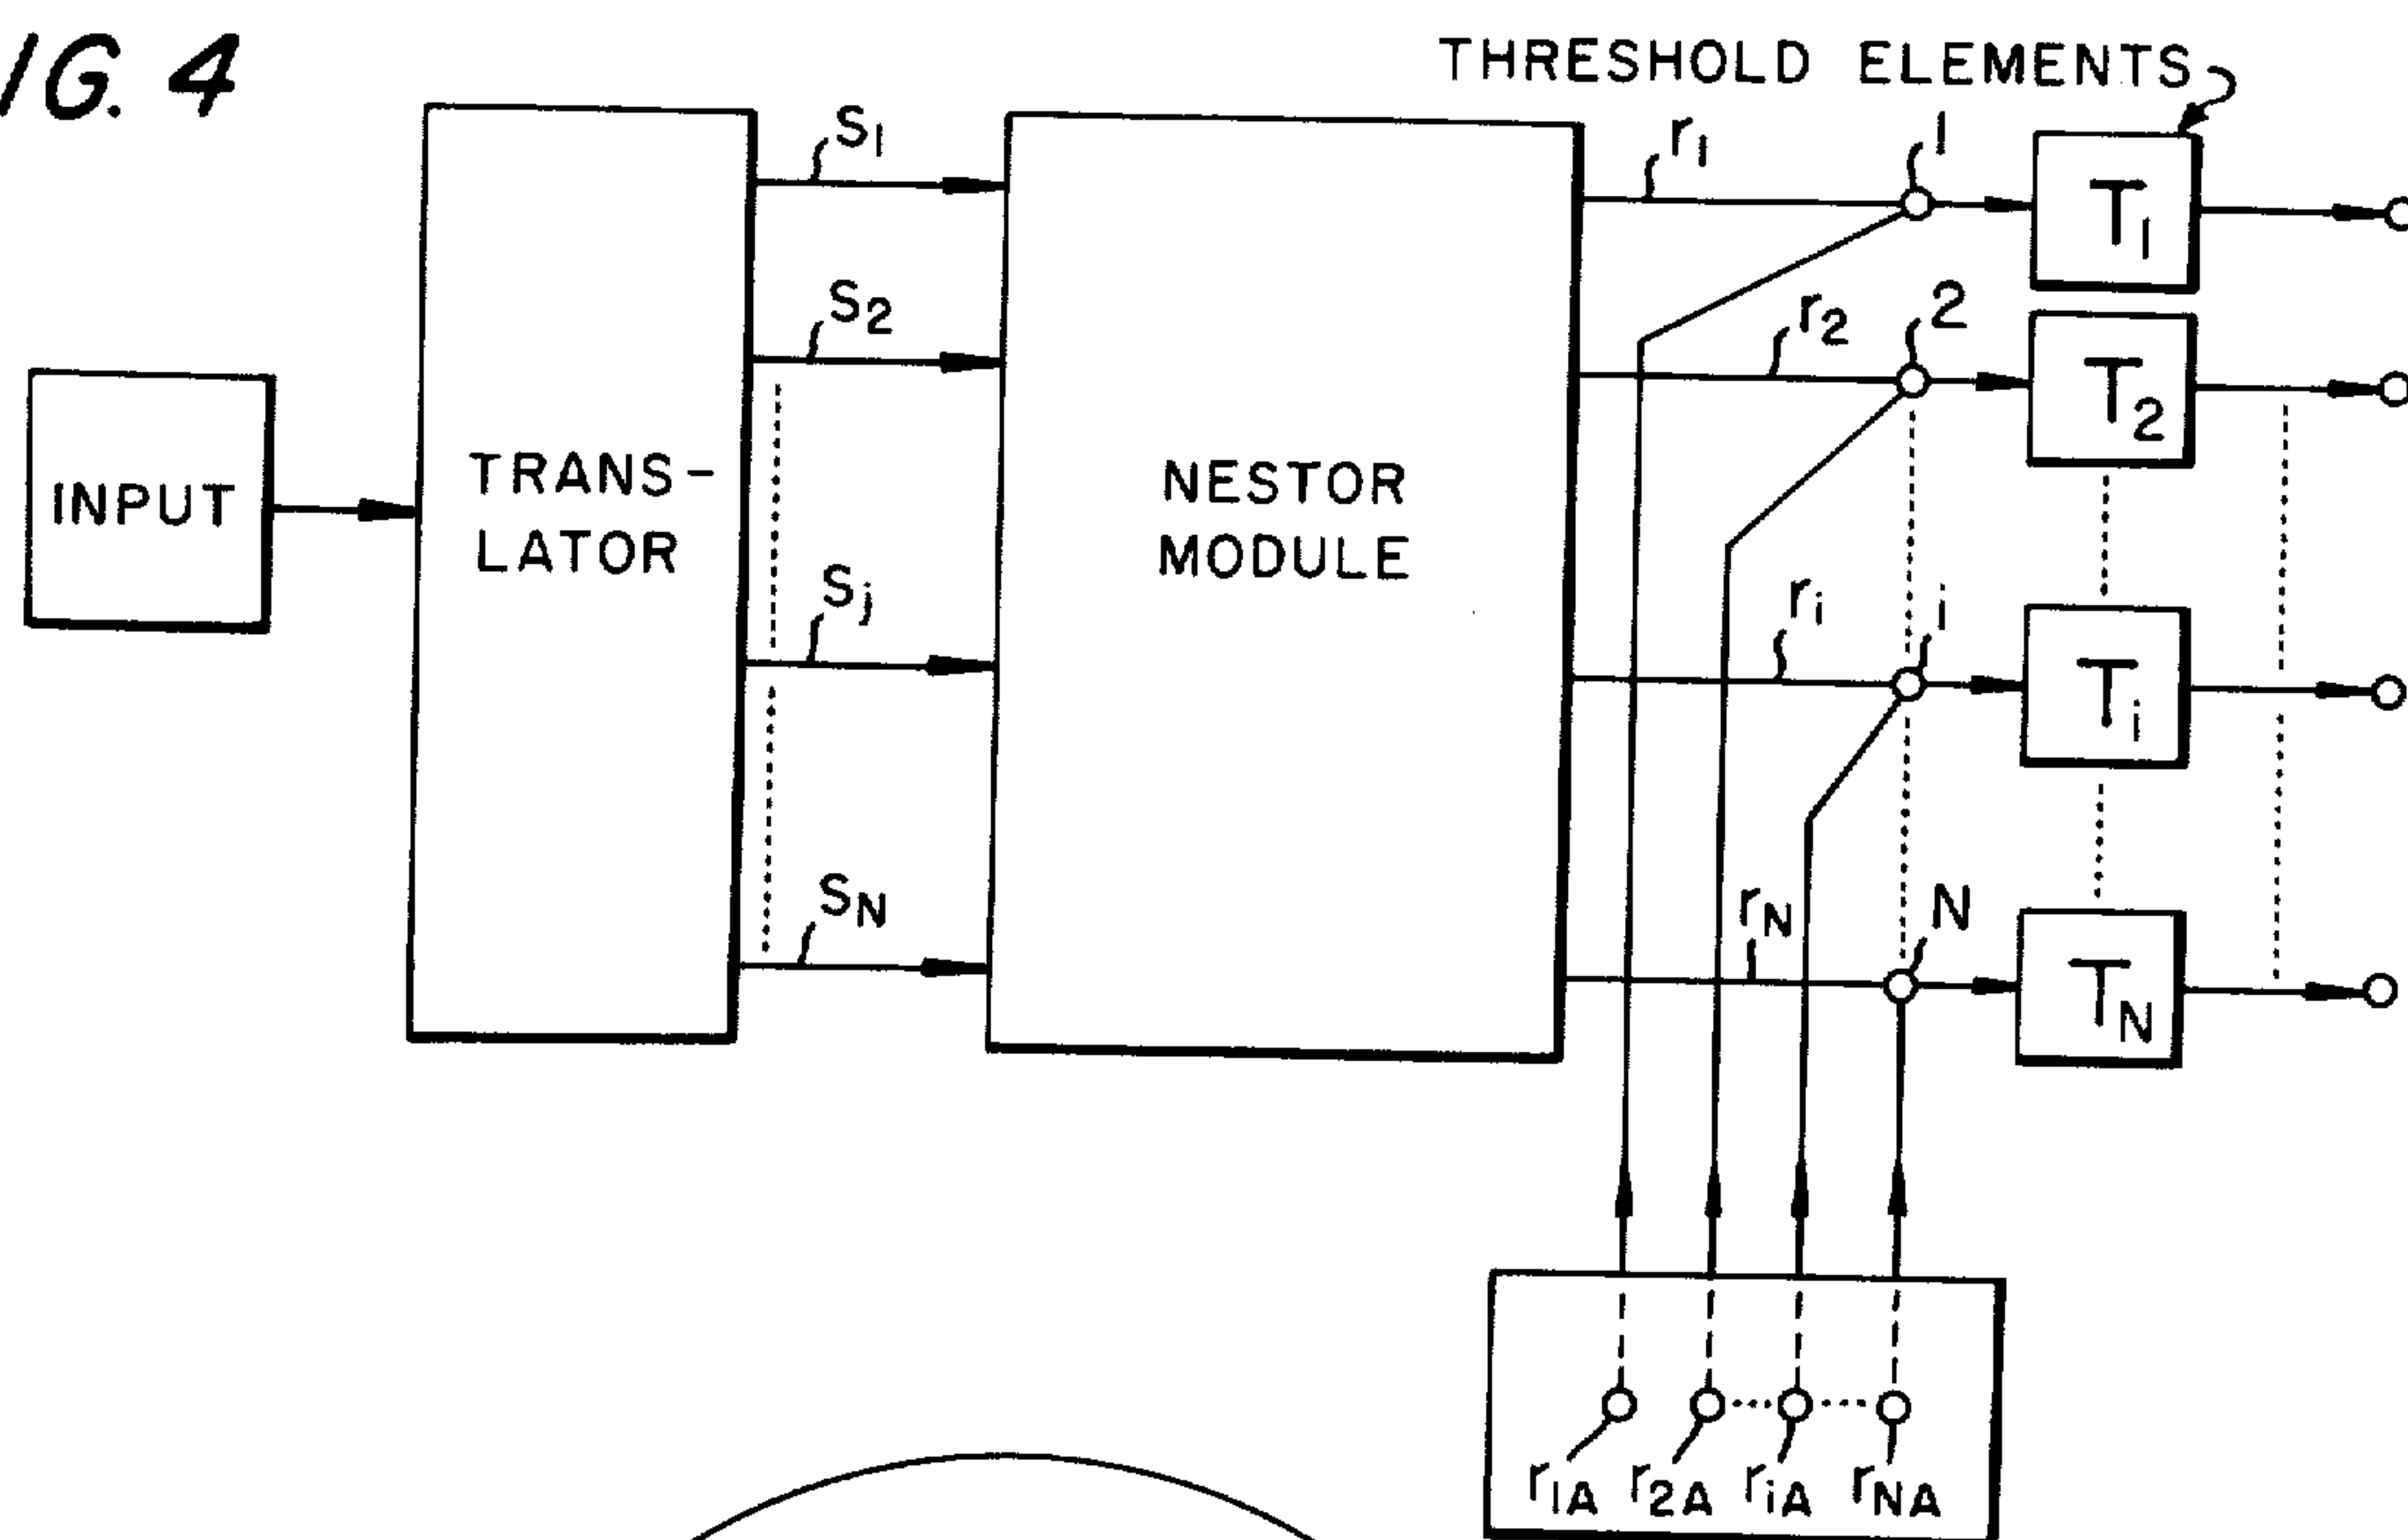 IG. 4
THRESHOLD ELEMENTS
S1
r1
1
T1
S2
r2
2
T2
INPUT
TRANS-
LATOR
NESTOR
MODULE
Sj
ri
i
Ti
SN
rN
N
TN
r1A r2A riA rNA